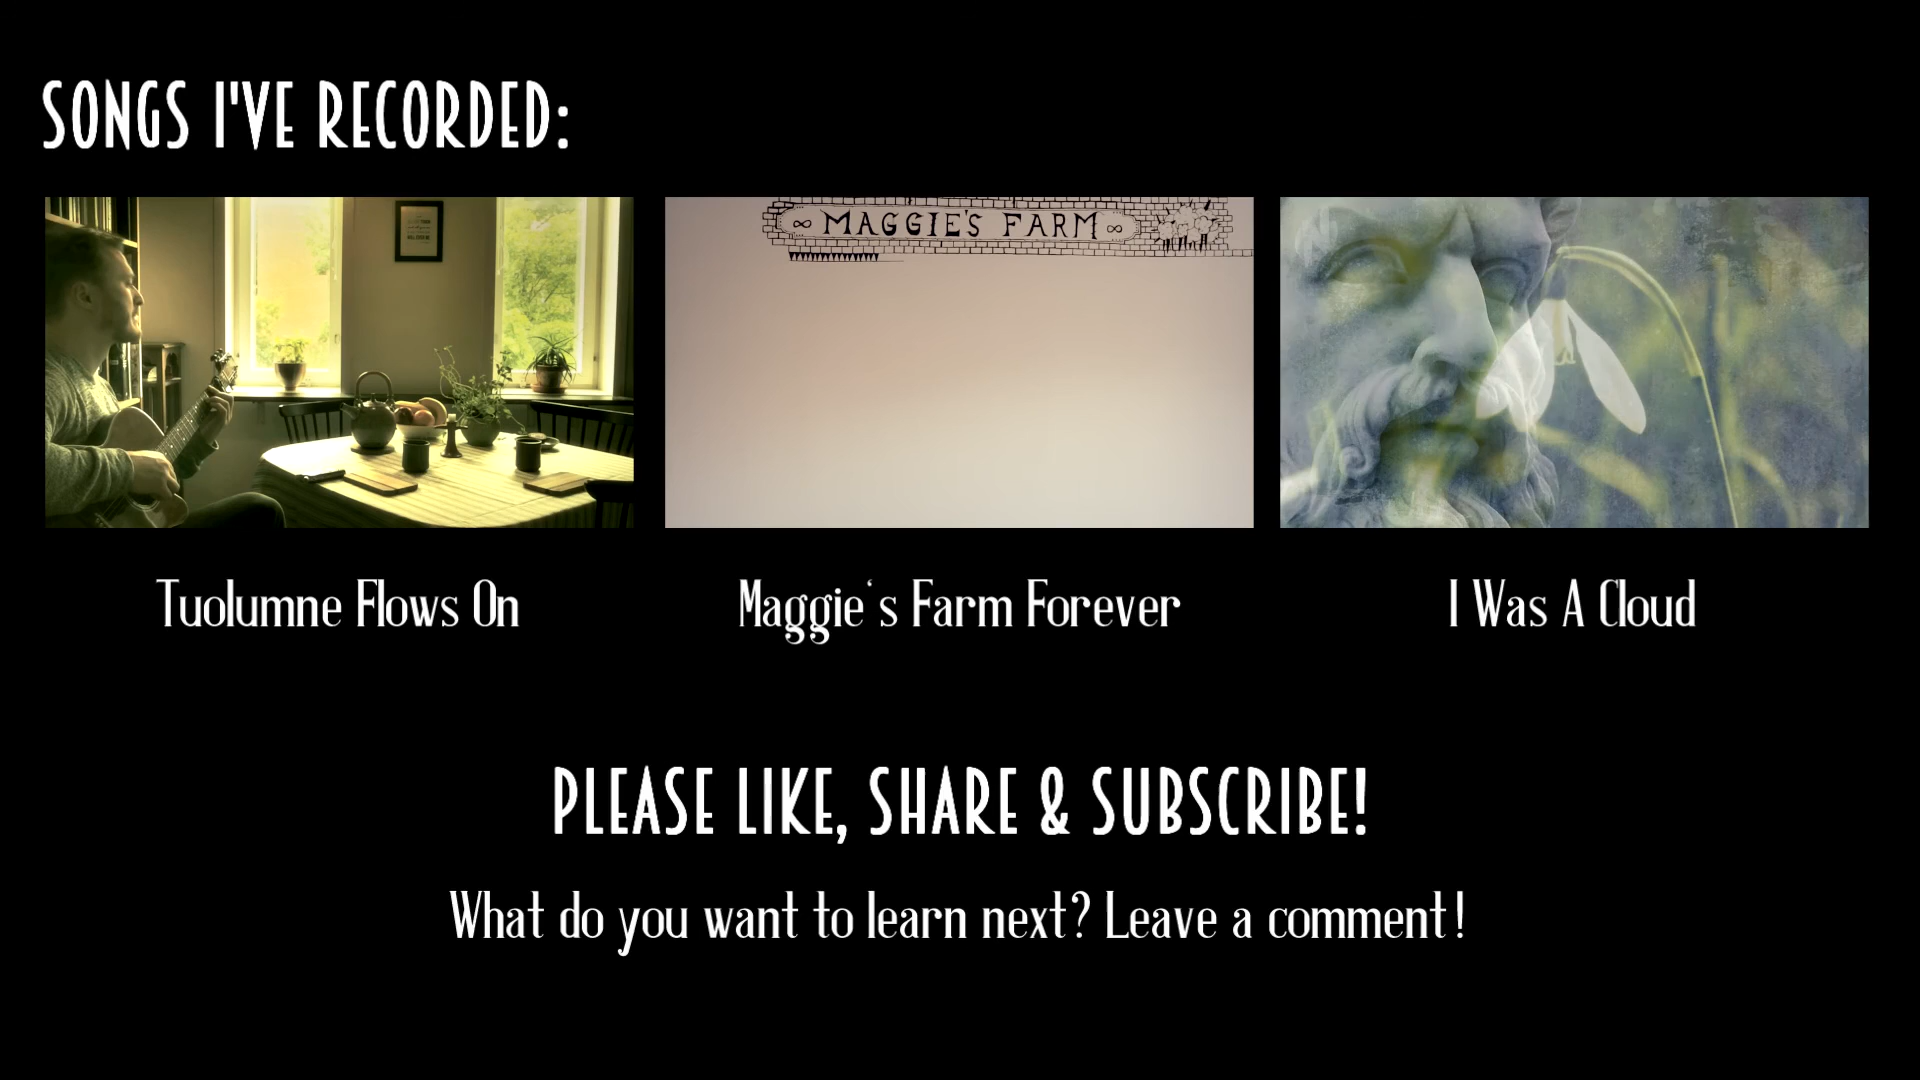 SONGS I'VE RECORDED:
MAGGIE'S FARM
Tuolumne Flows On
Maggie's Farm Forever
I Was A Cloud
PLEASE LIKE, SHARE & SUBSCRIBE!
What do you want to learn next? Leave a comment!